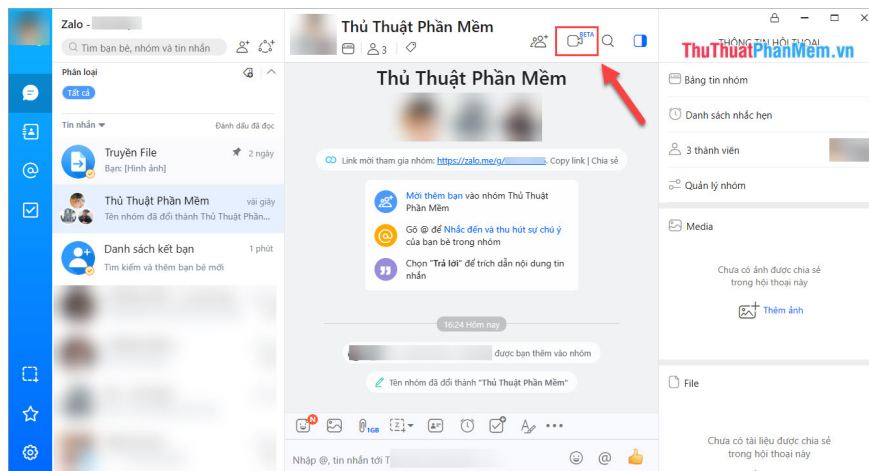 Zalo -
Tìm bạn bè, nhóm và tin nhắn
Phân loại
Tất cả
Tin nhắn
Đánh dấu đã đọc
Truyền File
2 ngày
Bạn: [Hình ảnh]
Thủ Thuật Phần Mềm
vài giây
Tên nhóm đã đổi thành Thủ Thuật Phần...
Danh sách kết bạn
1 phút
Tìm kiếm và thêm bạn bè mới
Thủ Thuật Phần Mềm
3
BETA
Thủ Thuật Phần Mềm
Link mời tham gia nhóm: https://zalo.me/g/ . Copy link | Chia sẻ
Mời thêm bạn vào nhóm Thủ Thuật
Phần Mềm
Gõ @ để Nhắc đến và thu hút sự chú ý
của bạn bè trong nhóm
Chọn "Trả lời" để trích dẫn nội dung tin
nhắn
16:24 Hôm nay
được bạn thêm vào nhóm
Tên nhóm đã đổi thành "Thủ Thuật Phần Mềm"
N
1GB
Nhập @, tin nhắn tới T
THÔNG TIN HỘI THOẠI
ThuThuatPhanMem.vn
Bảng tin nhóm
Danh sách nhắc hẹn
3 thành viên
Quản lý nhóm
Media
Chưa có ảnh được chia sẻ
trong hội thoại này
Thêm ảnh
File
Chưa có tài liệu được chia sẻ
trong hội thoại này